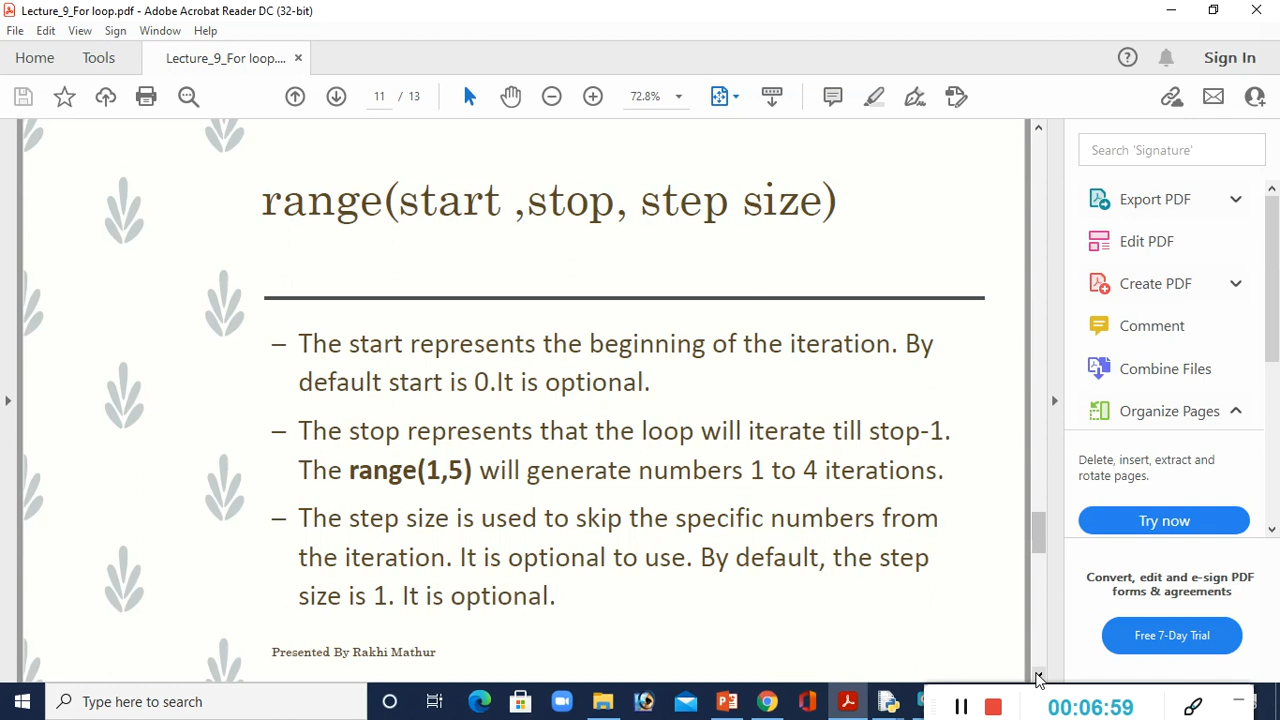 Lecture_9_For loop.pdf - Adobe Acrobat Reader DC (32-bit)
File Edit View Sign Window Help
Home Tools Lecture_9_For loop.... × Sign In
11 / 13 72.8%
range(start ,stop, step size)
– The start represents the beginning of the iteration. By
default start is 0.It is optional.
– The stop represents that the loop will iterate till stop-1.
The range(1,5) will generate numbers 1 to 4 iterations.
– The step size is used to skip the specific numbers from
the iteration. It is optional to use. By default, the step
size is 1. It is optional.
Presented By Rakhi Mathur
Search 'Signature'
Export PDF
Edit PDF
Create PDF
Comment
Combine Files
Organize Pages
Delete, insert, extract and
rotate pages.
Try now
Convert, edit and e-sign PDF
forms & agreements
Free 7-Day Trial
Type here to search
00:06:59